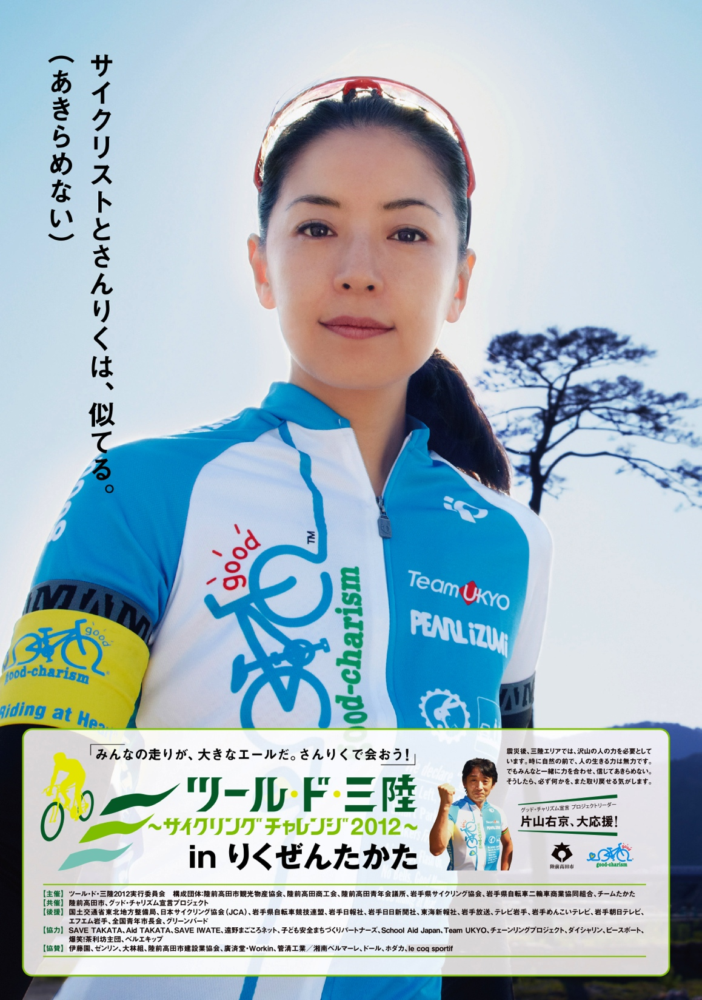 サイクリストとさんりくは、似てる。
(あきらめない)
good
TM
good-charism
Team UKYO
PEARL iZUMi
good
good-charism
Riding at Hea
「みんなの走りが、大きなエールだ。さんりくで会おう!」
ツール・ド・三陸
~サイクリングチャレンジ2012~
in りくぜんたかた
震災後、三陸エリアでは、沢山の人の力を必要として
います。時に自然の前で、人の生きる力は無力です。
でもみんなと一緒に力を合わせ、信じてあきらめない。
そうしたら、必ず何かを、また取り戻せる気がします。
グッド・チャリズム宣言 プロジェクトリーダー
片山右京、大応援!
陸前高田市
good
good-charism
【主催】 ツール・ド・三陸2012実行委員会 構成団体:陸前高田市観光物産協会、陸前高田商工会、陸前高田青年会議所、岩手県サイクリング協会、岩手県自転車二輪車商業協同組合、チームたかた
【共催】 陸前高田市、グッド・チャリズム宣言プロジェクト
【後援】 国土交通省東北地方整備局、日本サイクリング協会(JCA)、岩手県自転車競技連盟、岩手日報社、岩手日日新聞社、東海新報社、岩手放送、テレビ岩手、岩手めんこいテレビ、岩手朝日テレビ、
エフエム岩手、全国青年市長会、グリーンバード
【協力】 SAVE TAKATA、Aid TAKATA、SAVE IWATE、遠野まごころネット、子ども安全まちづくりパートナーズ、School Aid Japan、Team UKYO、チェーンリングプロジェクト、ダイシャリン、ピースボート、
爆笑!茶利坊主団、ベルエキップ
【協賛】 伊藤園、ゼンリン、大林組、陸前高田市建設業協会、廣済堂・Workin、管清工業/湘南ベルマーレ、ドール、ホダカ、le coq sportif